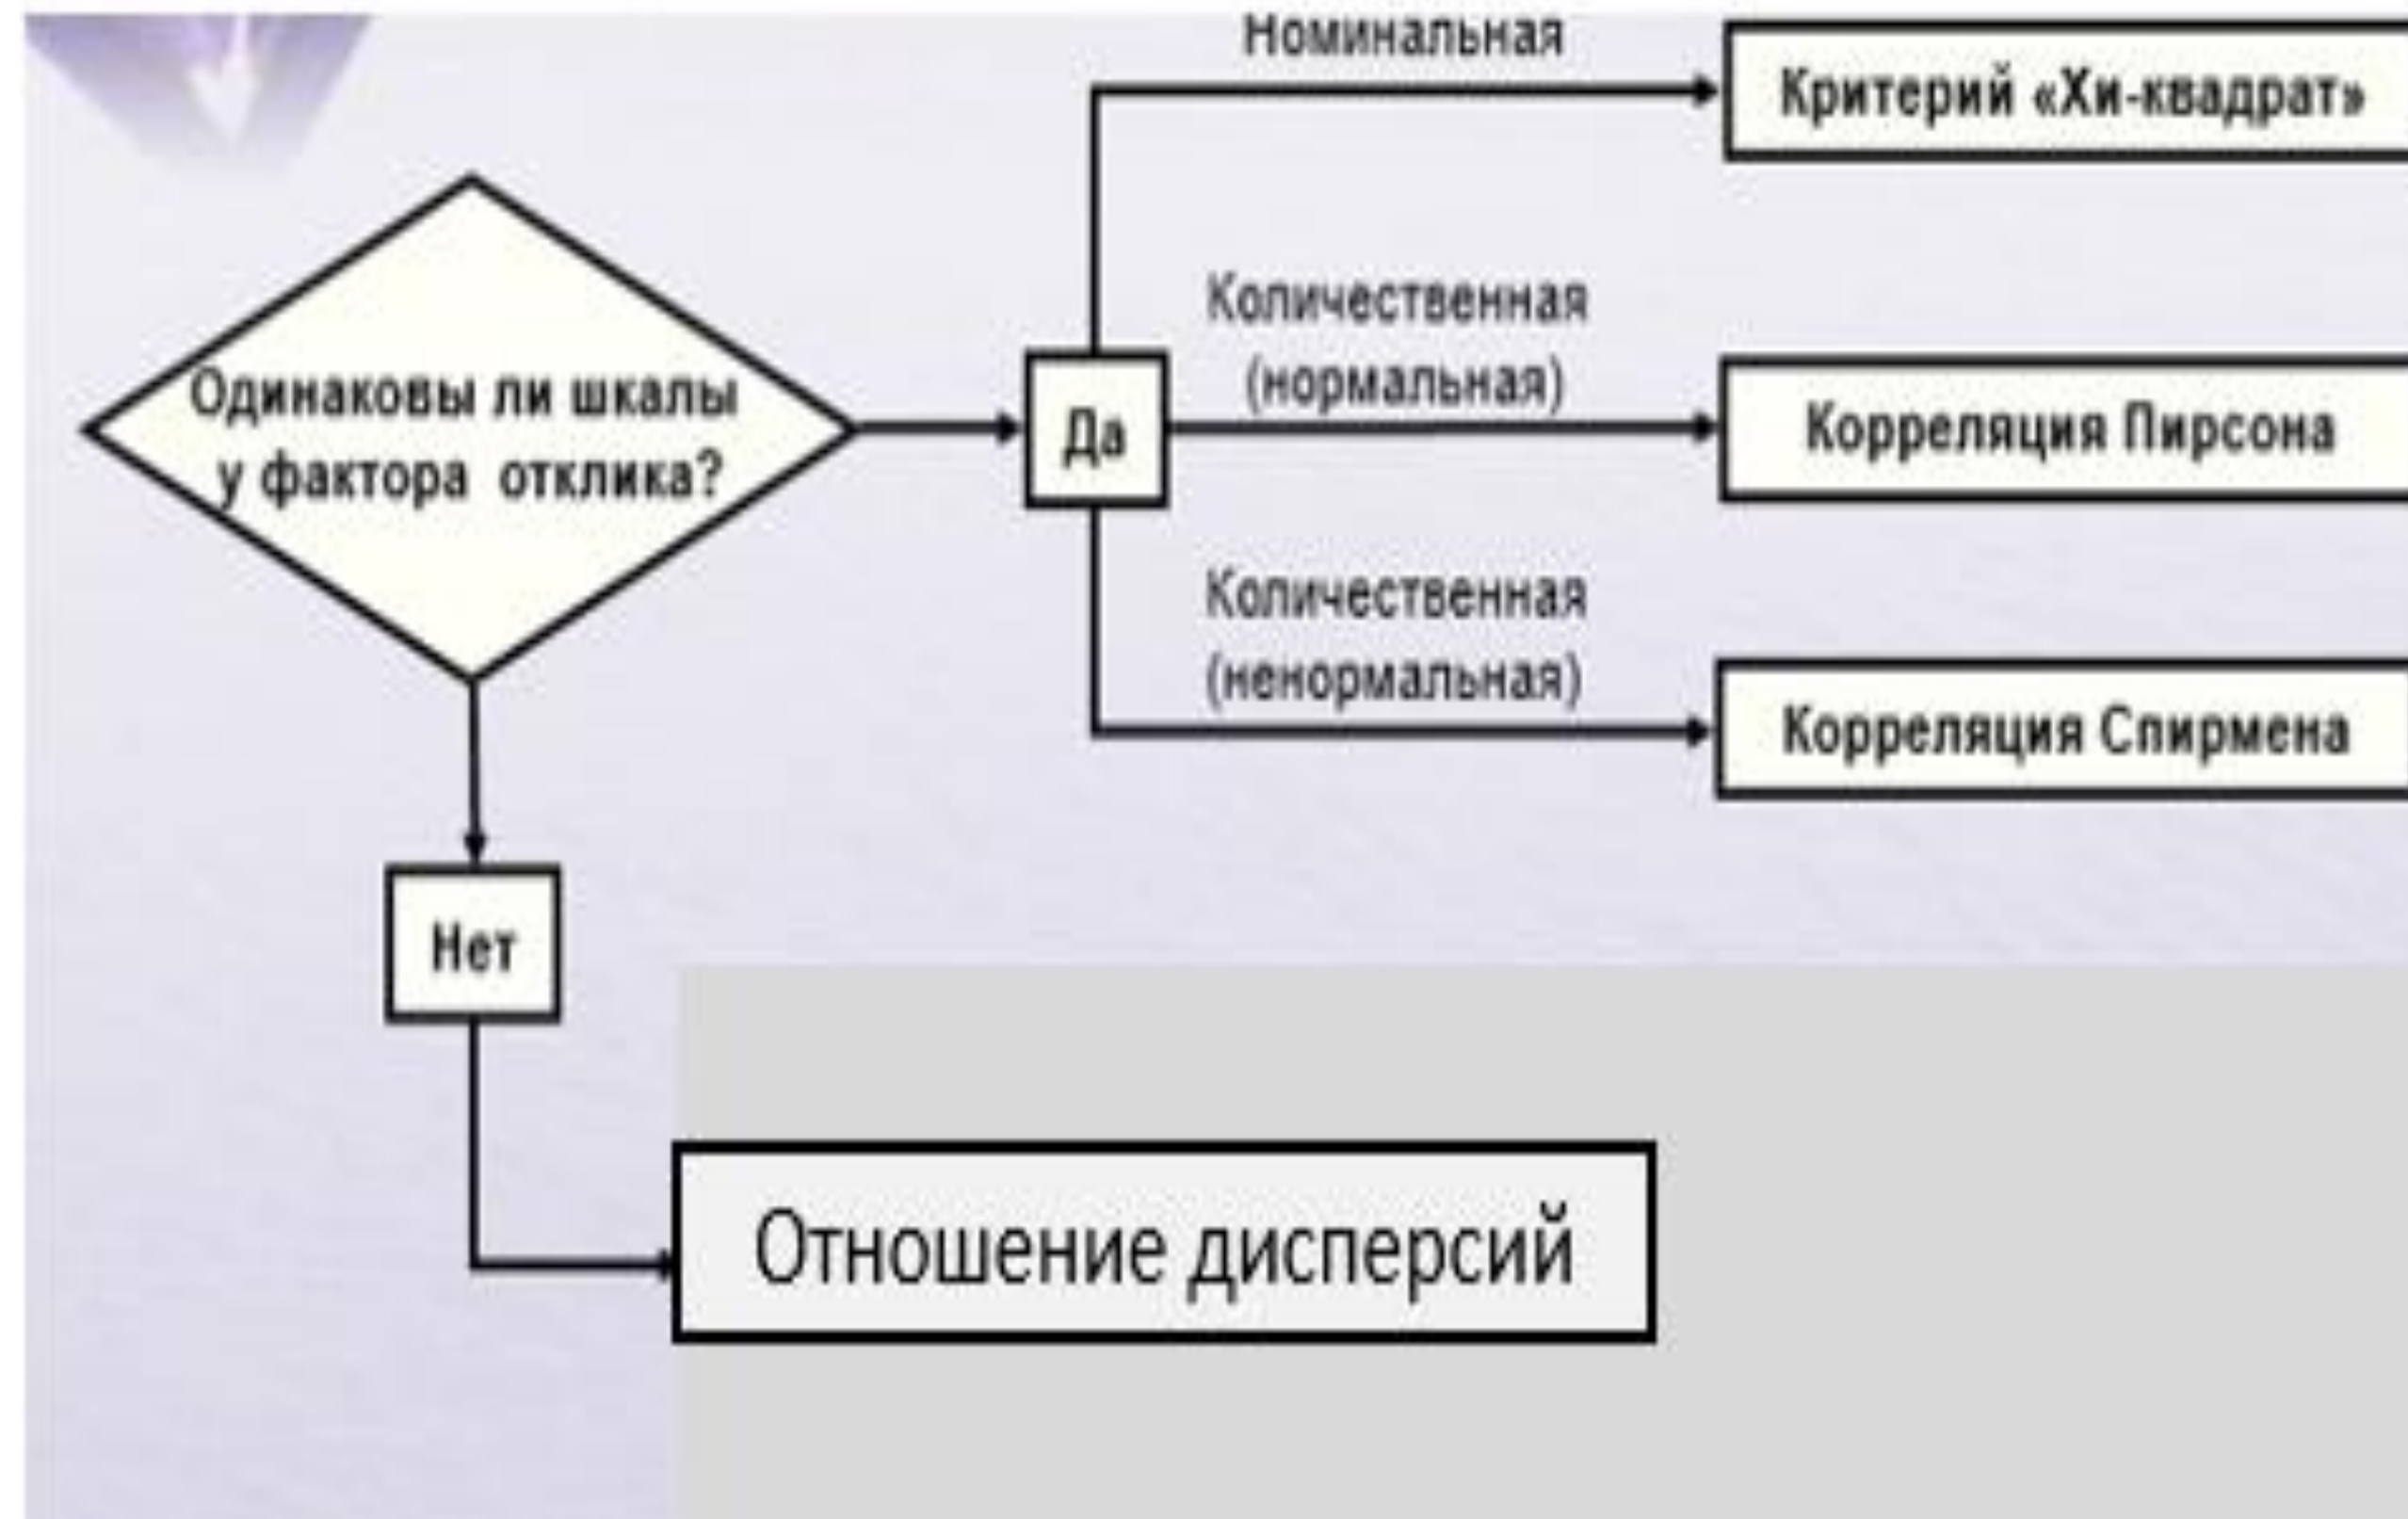 Номинальная
Критерий «Хи-квадрат»
Одинаковы ли шкалы
у фактора отклика?
Да
Количественная
(нормальная)
Корреляция Пирсона
Количественная
(ненормальная)
Корреляция Спирмена
Нет
Отношение дисперсий